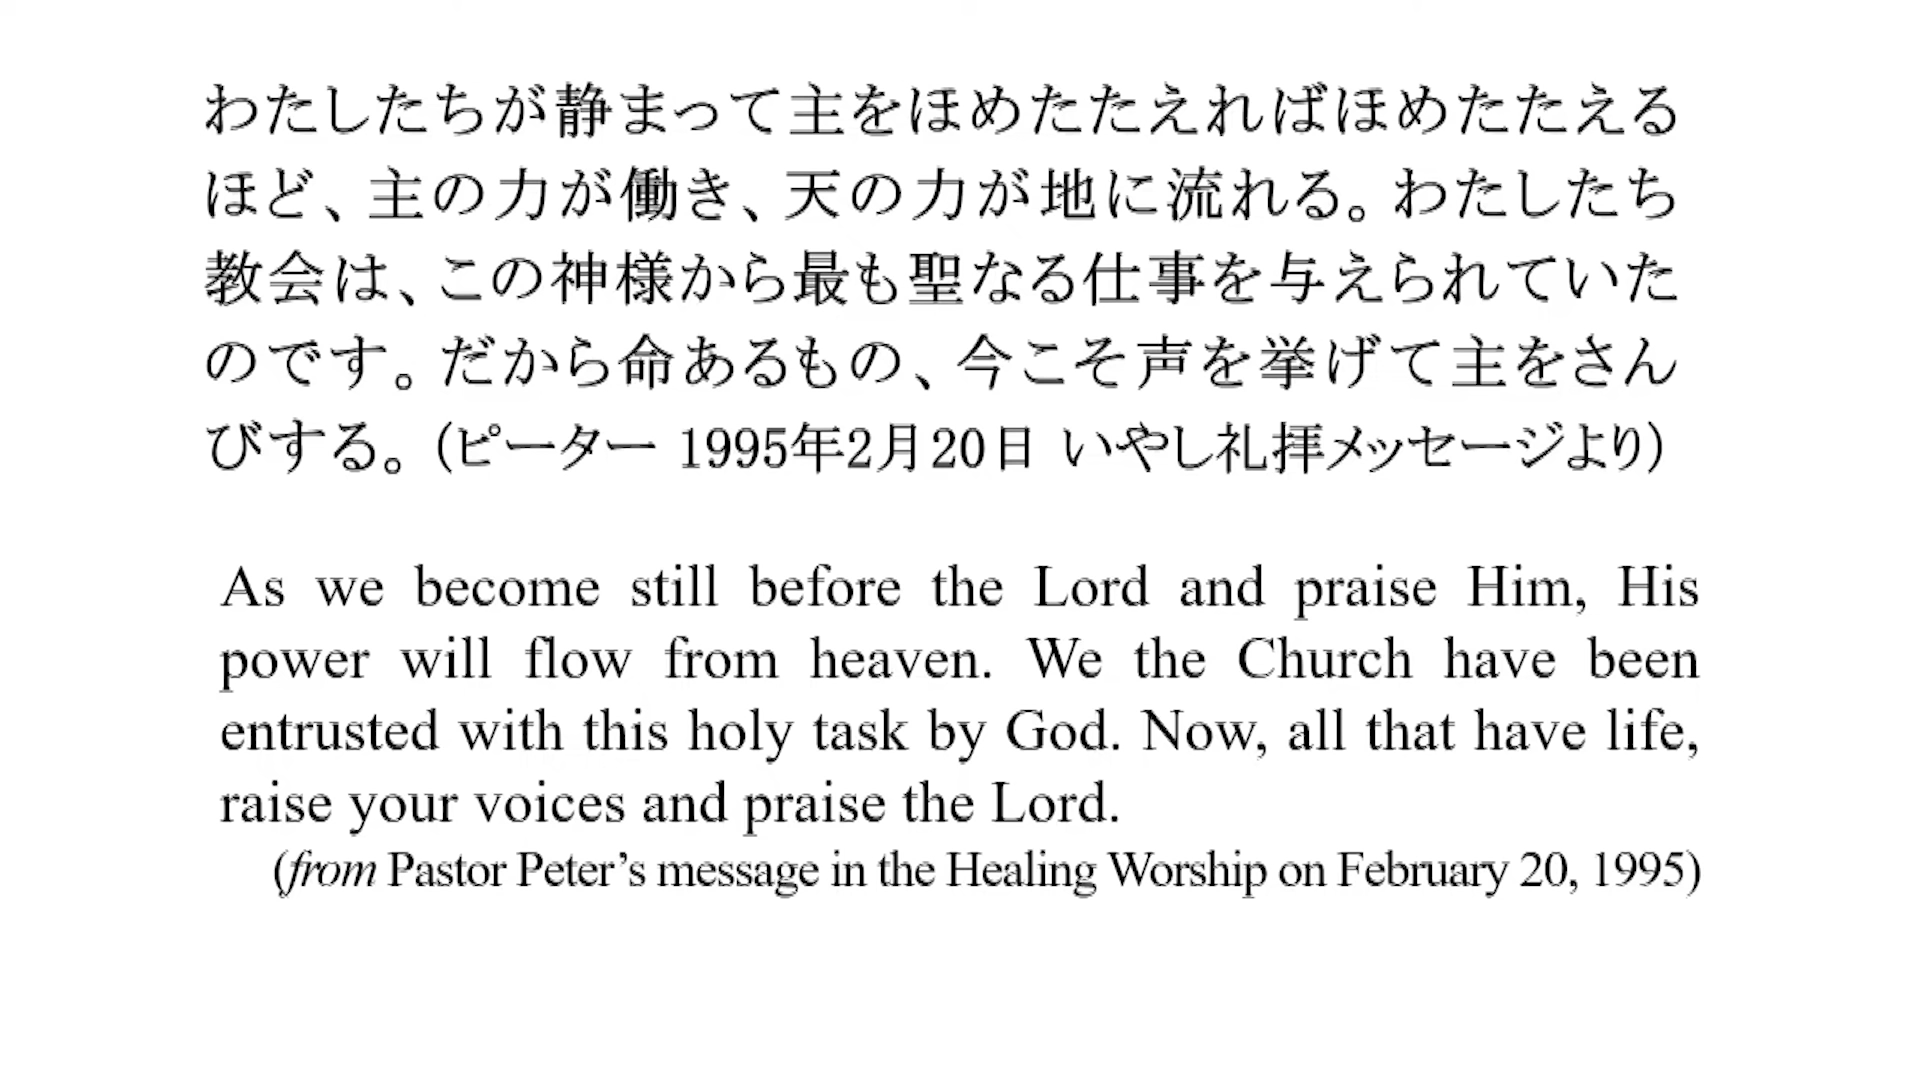 わたしたちが静まって主をほめたたえればほめたたえる
ほど、主の力が働き、天の力が地に流れる。わたしたち
教会は、この神様から最も聖なる仕事を与えられていた
のです。だから命あるもの、今こそ声を挙げて主をさん
びする。(ピーター 1995年2月20日 いやし礼拝メッセージより)
As we become still before the Lord and praise Him, His
power will flow from heaven. We the Church have been
entrusted with this holy task by God. Now, all that have life,
raise your voices and praise the Lord.
(from Pastor Peter’s message in the Healing Worship on February 20, 1995)